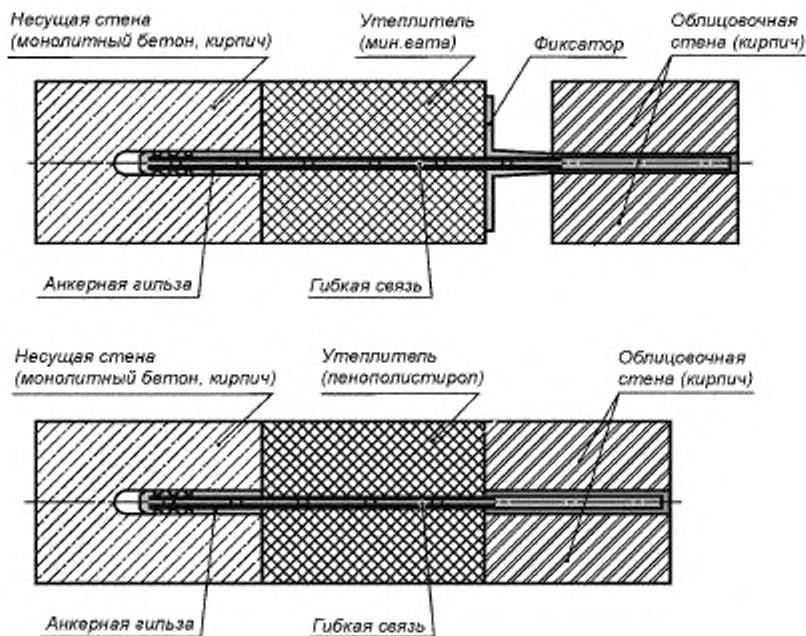 Несущая стена
(монолитный бетон, кирпич)
Утеплитель
(мин.вата)
Фиксатор
Облицовочная
стена (кирпич)
Анкерная гильза
Гибкая связь
Несущая стена
(монолитный бетон, кирпич)
Утеплитель
(пенополистирол)
Облицовочная
стена (кирпич)
Анкерная гильза
Гибкая связь